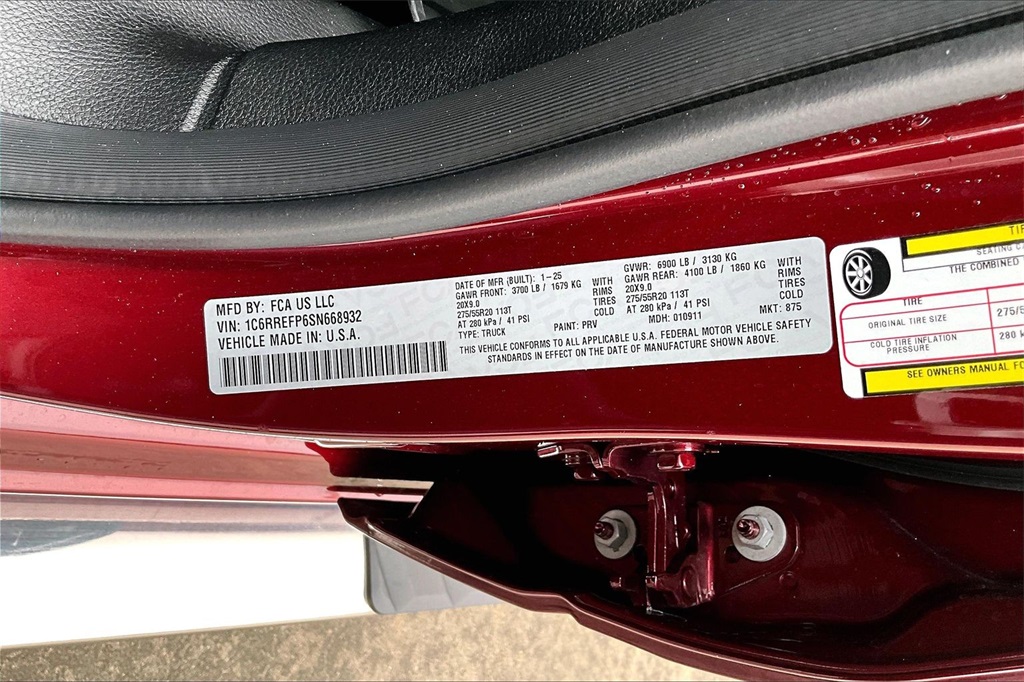 MFD BY: FCA US LLC
VIN: 1C6RREFP6SN668932
VEHICLE MADE IN: U.S.A.
DATE OF MFR (BUILT): 1-25
GAWR FRONT: 3700 LB / 1679 KG WITH
20X9.0 RIMS
275/55R20 113T TIRES
AT 280 kPa / 41 PSI COLD
TYPE: TRUCK PAINT: PRV
GVWR: 6900 LB / 3130 KG
GAWR REAR: 4100 LB / 1860 KG WITH
20X9.0 RIMS
275/55R20 113T TIRES
AT 280 kPa / 41 PSI COLD
MDH: 010911 MKT: 875
THIS VEHICLE CONFORMS TO ALL APPLICABLE U.S.A. FEDERAL MOTOR VEHICLE SAFETY
STANDARDS IN EFFECT ON THE DATE OF MANUFACTURE SHOWN ABOVE.
SEATING
THE COMBINED
ORIGINAL TIRE SIZE 275/5
COLD TIRE INFLATION
PRESSURE 280
SEE OWNERS MANUAL FO